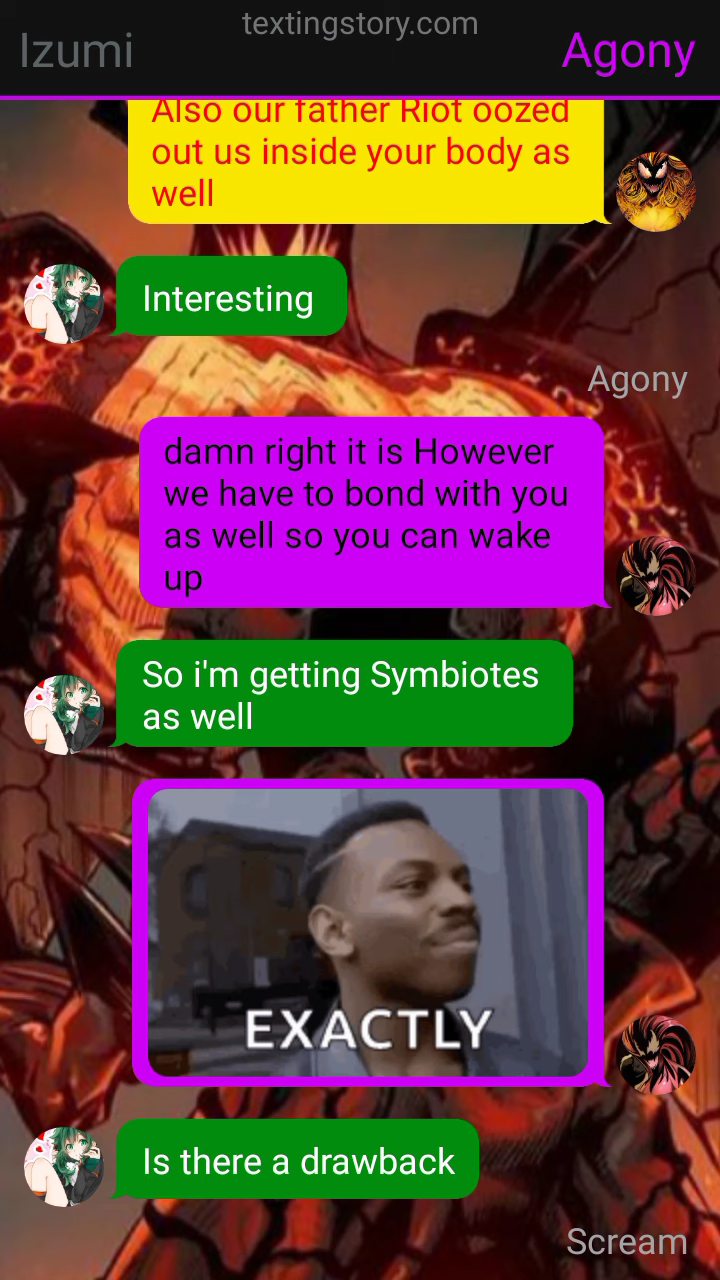 textingstory.com
Izumi
Agony
Also our father Riot oozed
out us inside your body as
well
Interesting
Agony
damn right it is However
we have to bond with you
as well so you can wake
up
So i'm getting Symbiotes
as well
EXACTLY
Is there a drawback
Scream